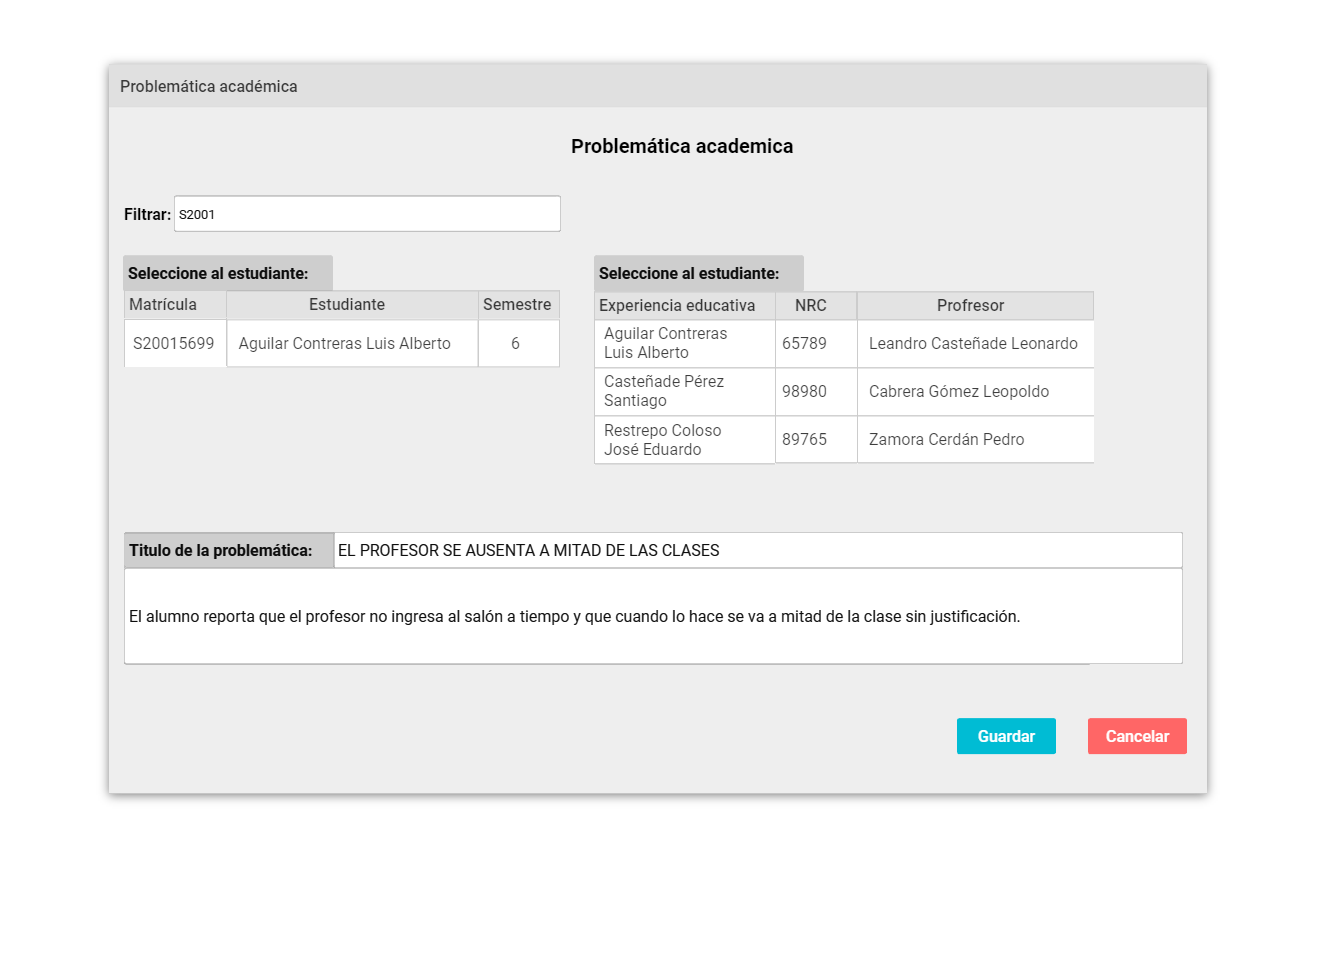 Problemática académica
Problemática academica
Filtrar: S2001
Seleccione al estudiante:
Matrícula Estudiante Semestre
S20015699 Aguilar Contreras Luis Alberto 6
Seleccione al estudiante:
Experiencia educativa NRC Profresor
Aguilar Contreras
Luis Alberto 65789 Leandro Casteñade Leonardo
Casteñade Pérez
Santiago 98980 Cabrera Gómez Leopoldo
Restrepo Coloso
José Eduardo 89765 Zamora Cerdán Pedro
Titulo de la problemática: EL PROFESOR SE AUSENTA A MITAD DE LAS CLASES
El alumno reporta que el profesor no ingresa al salón a tiempo y que cuando lo hace se va a mitad de la clase sin justificación.
Guardar Cancelar